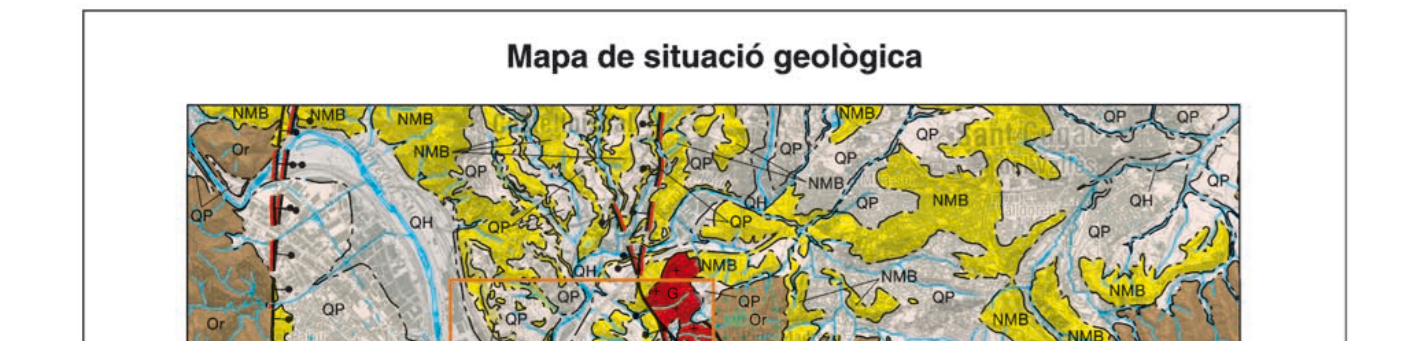 Mapa de situació geològica
NMB NMB NMB NMB QP QP
Or NMB QP QP QP QP
QP NMB QP
QP QH QP QH QP QP NMB QH
QP
QH NMB NMB
QP G QP QP NMB
Or QP QP Or NMB NMB